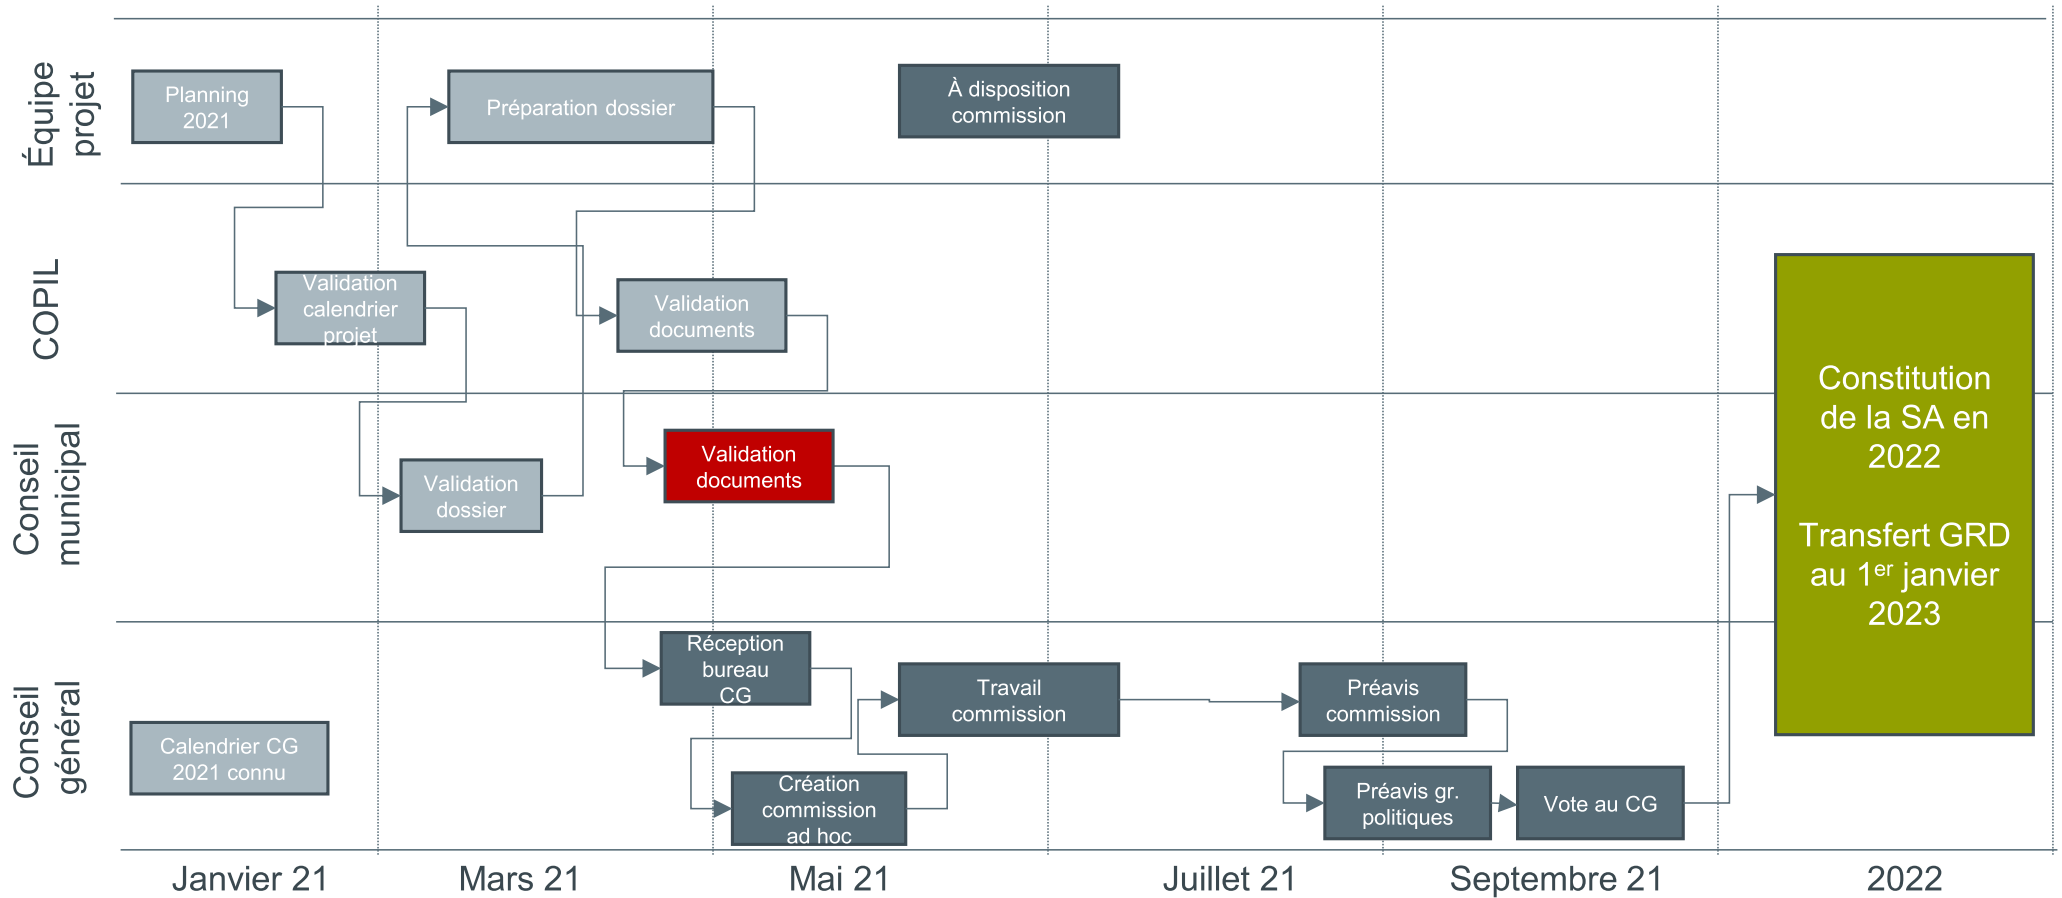 Équipe
projet
Planning
2021
Préparation dossier
À disposition
commission
COPIL
Validation
calendrier
projet
Validation
documents
Conseil
municipal
Validation
dossier
Validation
documents
Constitution
de la SA en
2022
Transfert GRD
au 1er janvier
2023
Conseil
général
Calendrier CG
2021 connu
Réception
bureau
CG
Création
commission
ad hoc
Travail
commission
Préavis
commission
Préavis gr.
politiques
Vote au CG
Janvier 21
Mars 21
Mai 21
Juillet 21
Septembre 21
2022